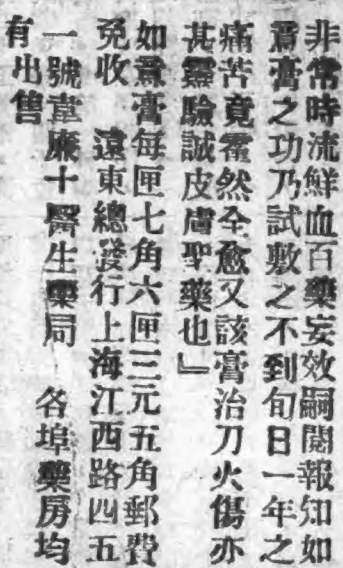 非常時流鮮血百藥妄效嗣閱報知如
意膏之功乃試敷之不到旬日一年之
痛苦竟霍然全愈又該膏治刀火傷亦
甚靈驗誠皮膚聖藥也』
如意膏每匣七角六匣三元五角郵費
免收　遠東總發行上海江西路四五
一號韋廉士醫生藥局　各埠藥房均
有出售